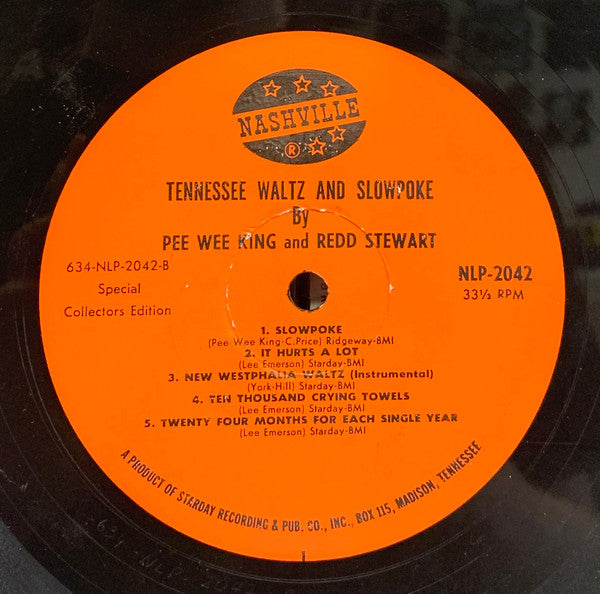 NASHVILLE
®
TENNESSEE WALTZ AND SLOWPOKE
By
PEE WEE KING and REDD STEWART
634-NLP-2042-B
Special
Collectors Edition
NLP-2042
33⅓ RPM
1. SLOWPOKE
(Pee Wee King-C.Price) Ridgeway-BMI
2. IT HURTS A LOT
(Lee Emerson) Starday-BMI
3. NEW WESTPHALIA WALTZ (Instrumental)
(York-Hill) Starday-BMI
4. TEN THOUSAND CRYING TOWELS
(Lee Emerson) Starday-BMI
5. TWENTY FOUR MONTHS FOR EACH SINGLE YEAR
(Lee Emerson) Starday-BMI
A PRODUCT OF STERDAY RECORDING & PUB. CO., INC., BOX 115, MADISON, TENNESSEE